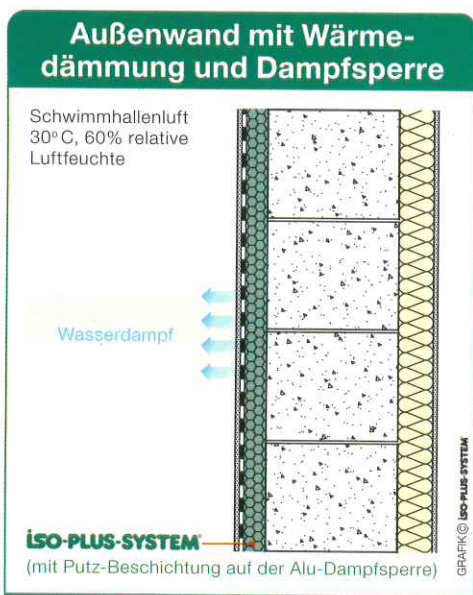 Außenwand mit Wärme-
dämmung und Dampfsperre
Schwimmhallenluft
30° C, 60% relative
Luftfeuchte
Wasserdampf
iSO-PLUS-SYSTEM
(mit Putz-Beschichtung auf der Alu-Dampfsperre)
GRAFIK © iSO-PLUS-SYSTEM